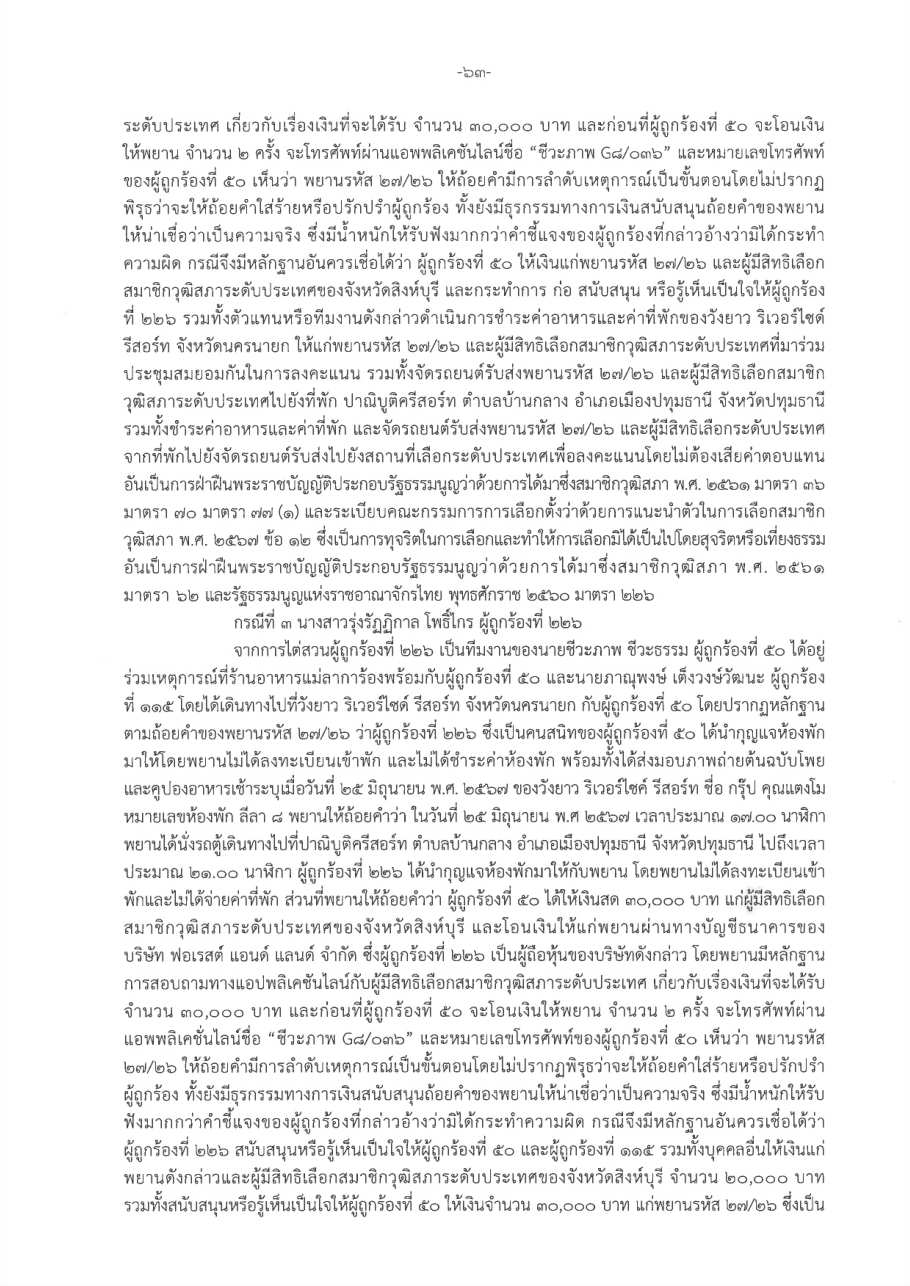 -๖๓-
ระดับประเทศ เกี่ยวกับเรื่องเงินที่จะได้รับ จำนวน ๓๐,๐๐๐ บาท และก่อนที่ผู้ถูกร้องที่ ๕๐ จะโอนเงิน
ให้พยาน จำนวน ๒ ครั้ง จะโทรศัพท์ผ่านแอพพลิเคชันไลน์ชื่อ “ชีวะภาพ G๘/๐๓๖” และหมายเลขโทรศัพท์
ของผู้ถูกร้องที่ ๕๐ เห็นว่า พยานรหัส ๒๗/๒๖ ให้ถ้อยคำมีการลำดับเหตุการณ์เป็นขั้นตอนโดยไม่ปรากฏ
พิรุธว่าจะให้ถ้อยคำใส่ร้ายหรือปรักปรำผู้ถูกร้อง ทั้งยังมีธุรกรรมทางการเงินสนับสนุนถ้อยคำของพยาน
ให้น่าเชื่อว่าเป็นความจริง ซึ่งมีน้ำหนักให้รับฟังมากกว่าคำชี้แจงของผู้ถูกร้องที่กล่าวอ้างว่ามิได้กระทำ
ความผิด กรณีจึงมีหลักฐานอันควรเชื่อได้ว่า ผู้ถูกร้องที่ ๕๐ ให้เงินแก่พยานรหัส ๒๗/๒๖ และผู้มีสิทธิเลือก
สมาชิกวุฒิสภาระดับประเทศของจังหวัดสิงห์บุรี และกระทำการ ก่อ สนับสนุน หรือรู้เห็นเป็นใจให้ผู้ถูกร้อง
ที่ ๒๒๖ รวมทั้งตัวแทนหรือทีมงานดังกล่าวดำเนินการชำระค่าอาหารและค่าที่พักของวังยาว ริเวอร์ไซด์
รีสอร์ท จังหวัดนครนายก ให้แก่พยานรหัส ๒๗/๒๖ และผู้มีสิทธิเลือกสมาชิกวุฒิสภาระดับประเทศที่มาร่วม
ประชุมสมยอมกันในการลงคะแนน รวมทั้งจัดรถยนต์รับส่งพยานรหัส ๒๗/๒๖ และผู้มีสิทธิเลือกสมาชิก
วุฒิสภาระดับประเทศไปยังที่พัก ปาณิบูติครีสอร์ท ตำบลบ้านกลาง อำเภอเมืองปทุมธานี จังหวัดปทุมธานี
รวมทั้งชำระค่าอาหารและค่าที่พัก และจัดรถยนต์รับส่งพยานรหัส ๒๗/๒๖ และผู้มีสิทธิเลือกระดับประเทศ
จากที่พักไปยังจัดรถยนต์รับส่งไปยังสถานที่เลือกระดับประเทศเพื่อลงคะแนนโดยไม่ต้องเสียค่าตอบแทน
อันเป็นการฝ่าฝืนพระราชบัญญัติประกอบรัฐธรรมนูญว่าด้วยการได้มาซึ่งสมาชิกวุฒิสภา พ.ศ. ๒๕๖๑ มาตรา ๓๖
มาตรา ๗๐ มาตรา ๗๗ (๑) และระเบียบคณะกรรมการการเลือกตั้งว่าด้วยการแนะนำตัวในการเลือกสมาชิก
วุฒิสภา พ.ศ. ๒๕๖๗ ข้อ ๑๒ ซึ่งเป็นการทุจริตในการเลือกและทำให้การเลือกมิได้เป็นไปโดยสุจริตหรือเที่ยงธรรม
อันเป็นการฝ่าฝืนพระราชบัญญัติประกอบรัฐธรรมนูญว่าด้วยการได้มาซึ่งสมาชิกวุฒิสภา พ.ศ. ๒๕๖๑
มาตรา ๖๒ และรัฐธรรมนูญแห่งราชอาณาจักรไทย พุทธศักราช ๒๕๖๐ มาตรา ๒๒๖
กรณีที่ ๓ นางสาวรุ่งรัฏฏิกาล โพธิ์ไกร ผู้ถูกร้องที่ ๒๒๖
จากการไต่สวนผู้ถูกร้องที่ ๒๒๖ เป็นทีมงานของนายชีวะภาพ ชีวะธรรม ผู้ถูกร้องที่ ๕๐ ได้อยู่
ร่วมเหตุการณ์ที่ร้านอาหารแม่ลาการ้องพร้อมกับผู้ถูกร้องที่ ๕๐ และนายภาณุพงษ์ เต็งวงษ์วัฒนะ ผู้ถูกร้อง
ที่ ๑๑๕ โดยได้เดินทางไปที่วังยาว ริเวอร์ไซด์ รีสอร์ท จังหวัดนครนายก กับผู้ถูกร้องที่ ๕๐ โดยปรากฏหลักฐาน
ตามถ้อยคำของพยานรหัส ๒๗/๒๖ ว่าผู้ถูกร้องที่ ๒๒๖ ซึ่งเป็นคนสนิทของผู้ถูกร้องที่ ๕๐ ได้นำกุญแจห้องพัก
มาให้โดยพยานไม่ได้ลงทะเบียนเข้าพัก และไม่ได้ชำระค่าห้องพัก พร้อมทั้งได้ส่งมอบภาพถ่ายต้นฉบับโพย
และคูปองอาหารเช้าระบุเมื่อวันที่ ๒๕ มิถุนายน พ.ศ. ๒๕๖๗ ของวังยาว ริเวอร์ไซค์ รีสอร์ท ชื่อ กรุ๊ป คุณแตงโม
หมายเลขห้องพัก ลีลา ๘ พยานให้ถ้อยคำว่า ในวันที่ ๒๕ มิถุนายน พ.ศ ๒๕๖๗ เวลาประมาณ ๑๗.๐๐ นาฬิกา
พยานได้นั่งรถตู้เดินทางไปที่ปาณิบูติครีสอร์ท ตำบลบ้านกลาง อำเภอเมืองปทุมธานี จังหวัดปทุมธานี ไปถึงเวลา
ประมาณ ๒๑.๐๐ นาฬิกา ผู้ถูกร้องที่ ๒๒๖ ได้นำกุญแจห้องพักมาให้กับพยาน โดยพยานไม่ได้ลงทะเบียนเข้า
พักและไม่ได้จ่ายค่าที่พัก ส่วนที่พยานให้ถ้อยคำว่า ผู้ถูกร้องที่ ๕๐ ได้ให้เงินสด ๓๐,๐๐๐ บาท แก่ผู้มีสิทธิเลือก
สมาชิกวุฒิสภาระดับประเทศของจังหวัดสิงห์บุรี และโอนเงินให้แก่พยานผ่านทางบัญชีธนาคารของ
บริษัท ฟอเรสต์ แอนด์ แลนด์ จำกัด ซึ่งผู้ถูกร้องที่ ๒๒๖ เป็นผู้ถือหุ้นของบริษัทดังกล่าว โดยพยานมีหลักฐาน
การสอบถามทางแอปพลิเคชันไลน์กับผู้มีสิทธิเลือกสมาชิกวุฒิสภาระดับประเทศ เกี่ยวกับเรื่องเงินที่จะได้รับ
จำนวน ๓๐,๐๐๐ บาท และก่อนที่ผู้ถูกร้องที่ ๕๐ จะโอนเงินให้พยาน จำนวน ๒ ครั้ง จะโทรศัพท์ผ่าน
แอพพลิเคชั่นไลน์ชื่อ “ชีวะภาพ G๘/๐๓๖” และหมายเลขโทรศัพท์ของผู้ถูกร้องที่ ๕๐ เห็นว่า พยานรหัส
๒๗/๒๖ ให้ถ้อยคำมีการลำดับเหตุการณ์เป็นขั้นตอนโดยไม่ปรากฏพิรุธว่าจะให้ถ้อยคำใส่ร้ายหรือปรักปรำ
ผู้ถูกร้อง ทั้งยังมีธุรกรรมทางการเงินสนับสนุนถ้อยคำของพยานให้น่าเชื่อว่าเป็นความจริง ซึ่งมีน้ำหนักให้รับ
ฟังมากกว่าคำชี้แจงของผู้ถูกร้องที่กล่าวอ้างว่ามิได้กระทำความผิด กรณีจึงมีหลักฐานอันควรเชื่อได้ว่า
ผู้ถูกร้องที่ ๒๒๖ สนับสนุนหรือรู้เห็นเป็นใจให้ผู้ถูกร้องที่ ๕๐ และผู้ถูกร้องที่ ๑๑๕ รวมทั้งบุคคลอื่นให้เงินแก่
พยานดังกล่าวและผู้มีสิทธิเลือกสมาชิกวุฒิสภาระดับประเทศของจังหวัดสิงห์บุรี จำนวน ๒๐,๐๐๐ บาท
รวมทั้งสนับสนุนหรือรู้เห็นเป็นใจให้ผู้ถูกร้องที่ ๕๐ ให้เงินจำนวน ๓๐,๐๐๐ บาท แก่พยานรหัส ๒๗/๒๖ ซึ่งเป็น